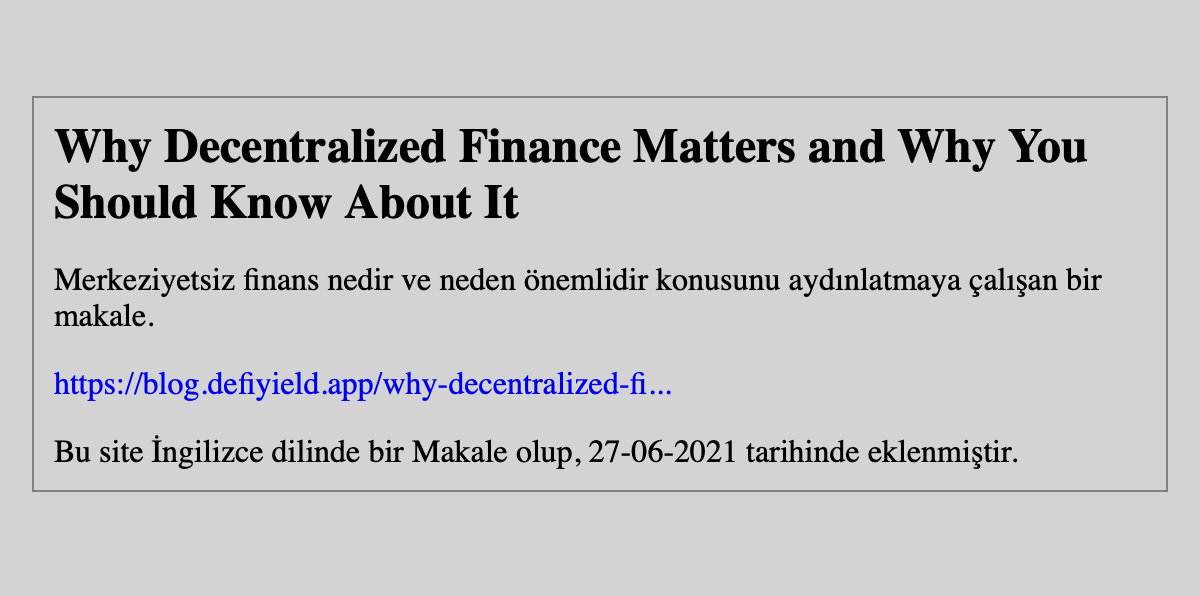 Why Decentralized Finance Matters and Why You
Should Know About It
Merkeziyetsiz finans nedir ve neden önemlidir konusunu aydınlatmaya çalışan bir
makale.
https://blog.defiyield.app/why-decentralized-fi...
Bu site İngilizce dilinde bir Makale olup, 27-06-2021 tarihinde eklenmiştir.